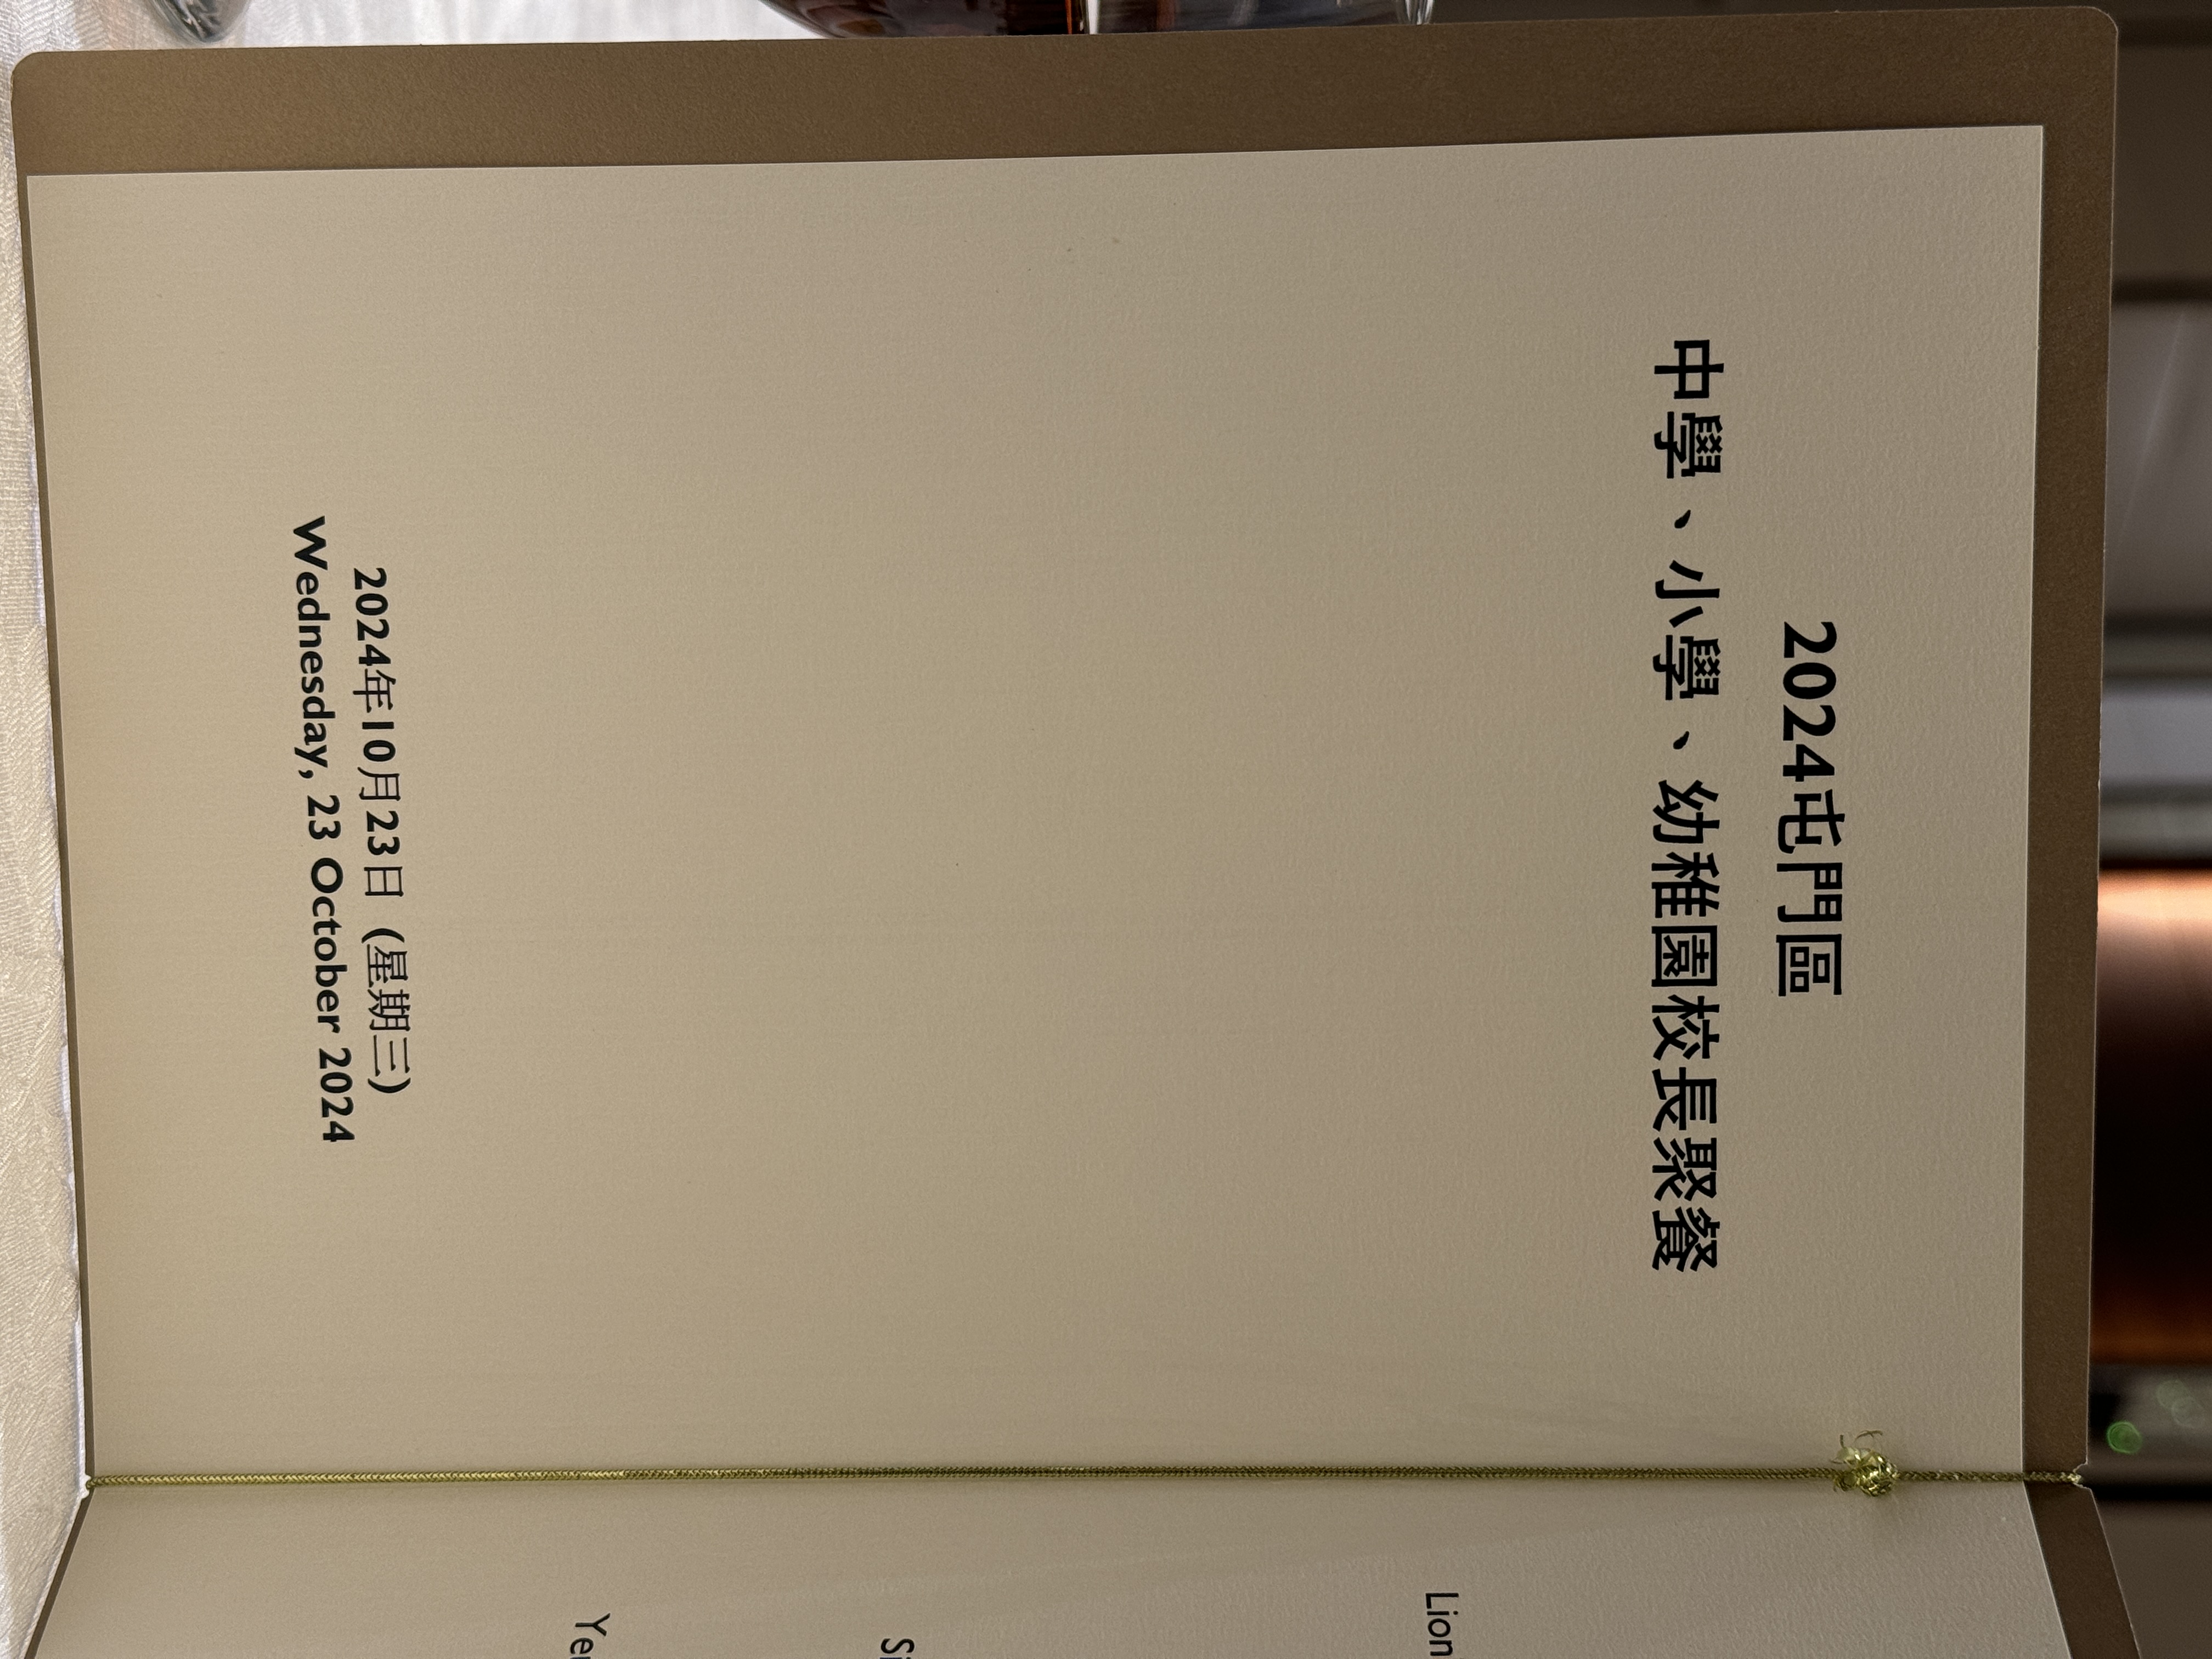 2024屯門區
中學、小學、幼稚園校長聚餐
2024年10月23日 (星期三)
Wednesday, 23 October 2024
Lion